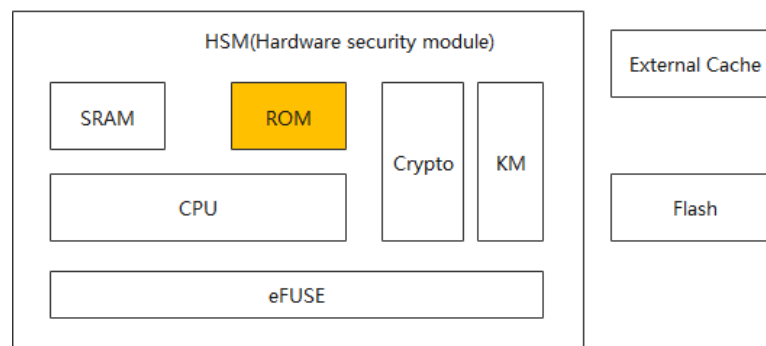 HSM(Hardware security module)
External Cache
SRAM
ROM
Crypto
KM
CPU
Flash
eFUSE